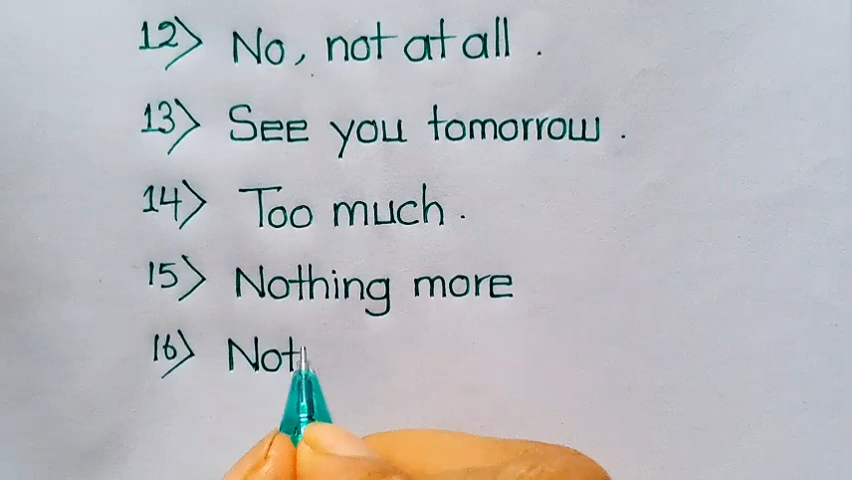 12> No, not at all .
13> See you tomorrow .
14> Too much .
15> Nothing more
16> Not